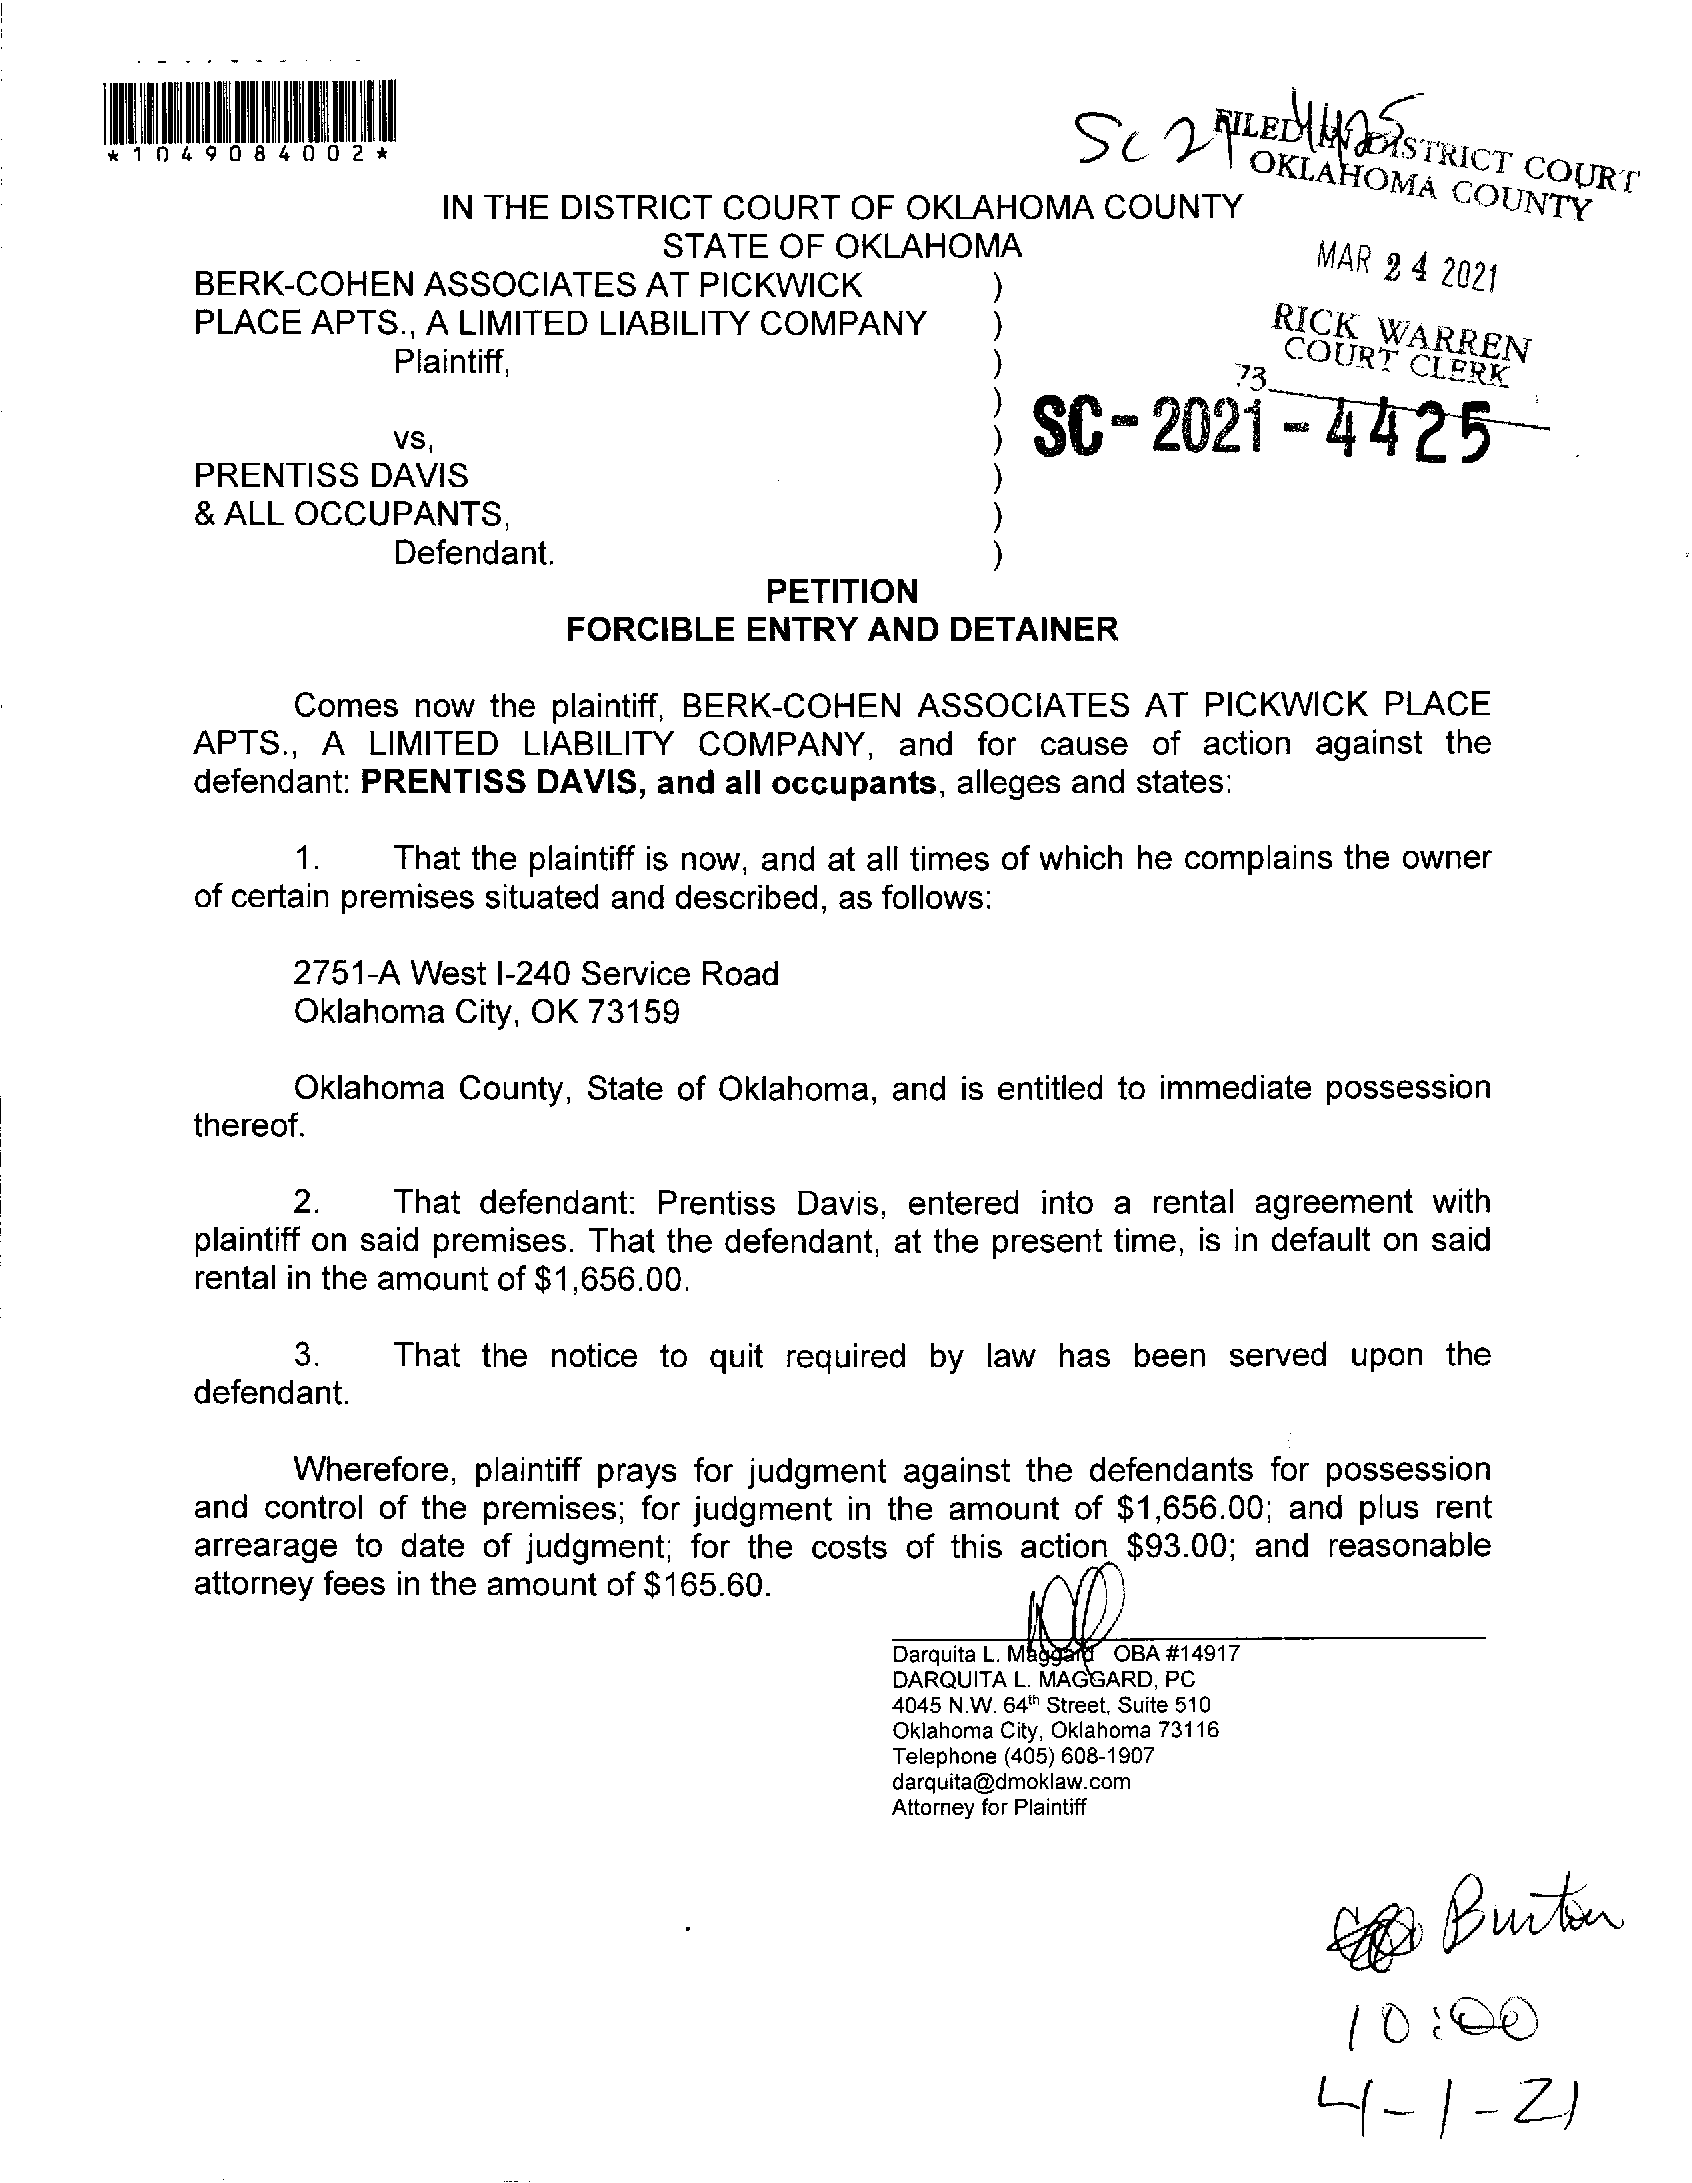 *1049084002*
SC 21 4425
FILED IN DISTRICT COURT
OKLAHOMA COUNTY
MAR 24 2021
RICK WARREN
COURT CLERK
73
SC-2021-4425
IN THE DISTRICT COURT OF OKLAHOMA COUNTY
STATE OF OKLAHOMA
BERK-COHEN ASSOCIATES AT PICKWICK )
PLACE APTS., A LIMITED LIABILITY COMPANY )
Plaintiff, )
)
vs, )
PRENTISS DAVIS )
& ALL OCCUPANTS, )
Defendant. )
PETITION
FORCIBLE ENTRY AND DETAINER
Comes now the plaintiff, BERK-COHEN ASSOCIATES AT PICKWICK PLACE
APTS., A LIMITED LIABILITY COMPANY, and for cause of action against the
defendant: PRENTISS DAVIS, and all occupants, alleges and states:
1. That the plaintiff is now, and at all times of which he complains the owner
of certain premises situated and described, as follows:
2751-A West I-240 Service Road
Oklahoma City, OK 73159
Oklahoma County, State of Oklahoma, and is entitled to immediate possession
thereof.
2. That defendant: Prentiss Davis, entered into a rental agreement with
plaintiff on said premises. That the defendant, at the present time, is in default on said
rental in the amount of $1,656.00.
3. That the notice to quit required by law has been served upon the
defendant.
Wherefore, plaintiff prays for judgment against the defendants for possession
and control of the premises; for judgment in the amount of $1,656.00; and plus rent
arrearage to date of judgment; for the costs of this action $93.00; and reasonable
attorney fees in the amount of $165.60.
Darquita L. Maggard OBA #14917
DARQUITA L. MAGGARD, PC
4045 N.W. 64th Street, Suite 510
Oklahoma City, Oklahoma 73116
Telephone (405) 608-1907
darquita@dmoklaw.com
Attorney for Plaintiff
Burton
10:00
4-1-21